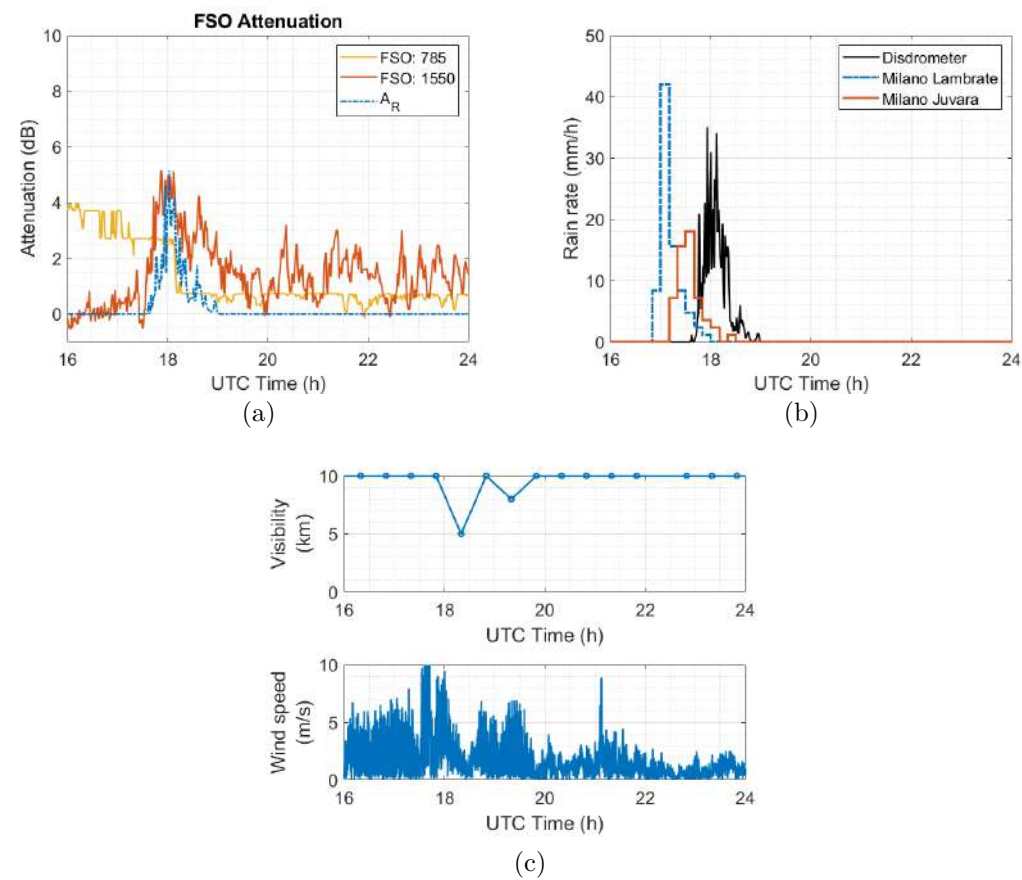 FSO Attenuation
10
8
6
4
2
0
Attenuation (dB)
FSO: 785
FSO: 1550
A_R
16 18 20 22 24
UTC Time (h)
(a)
50
40
30
20
10
0
Rain rate (mm/h)
Disdrometer
Milano Lambrate
Milano Juvara
16 18 20 22 24
UTC Time (h)
(b)
10
5
0
Visibility
(km)
16 18 20 22 24
UTC Time (h)
10
5
0
Wind speed
(m/s)
16 18 20 22 24
UTC Time (h)
(c)